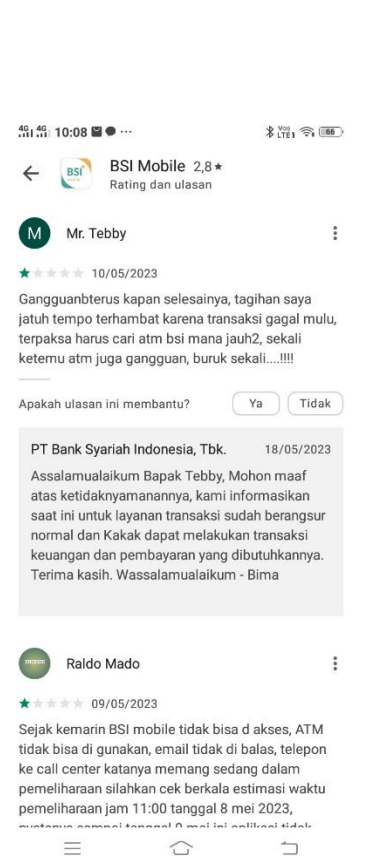 4G 4G 10:08
LTE1 66
BSI Mobile 2,8★
BSI
Rating dan ulasan
M Mr. Tebby
10/05/2023
Gangguanbterus kapan selesainya, tagihan saya
jatuh tempo terhambat karena transaksi gagal mulu,
terpaksa harus cari atm bsi mana jauh2, sekali
ketemu atm juga gangguan, buruk sekali....!!!!
Apakah ulasan ini membantu? Ya Tidak
PT Bank Syariah Indonesia, Tbk. 18/05/2023
Assalamualaikum Bapak Tebby, Mohon maaf
atas ketidaknyamanannya, kami informasikan
saat ini untuk layanan transaksi sudah berangsur
normal dan Kakak dapat melakukan transaksi
keuangan dan pembayaran yang dibutuhkannya.
Terima kasih. Wassalamualaikum - Bima
Raldo Mado
09/05/2023
Sejak kemarin BSI mobile tidak bisa d akses, ATM
tidak bisa di gunakan, email tidak di balas, telepon
ke call center katanya memang sedang dalam
pemeliharaan silahkan cek berkala estimasi waktu
pemeliharaan jam 11:00 tanggal 8 mei 2023,